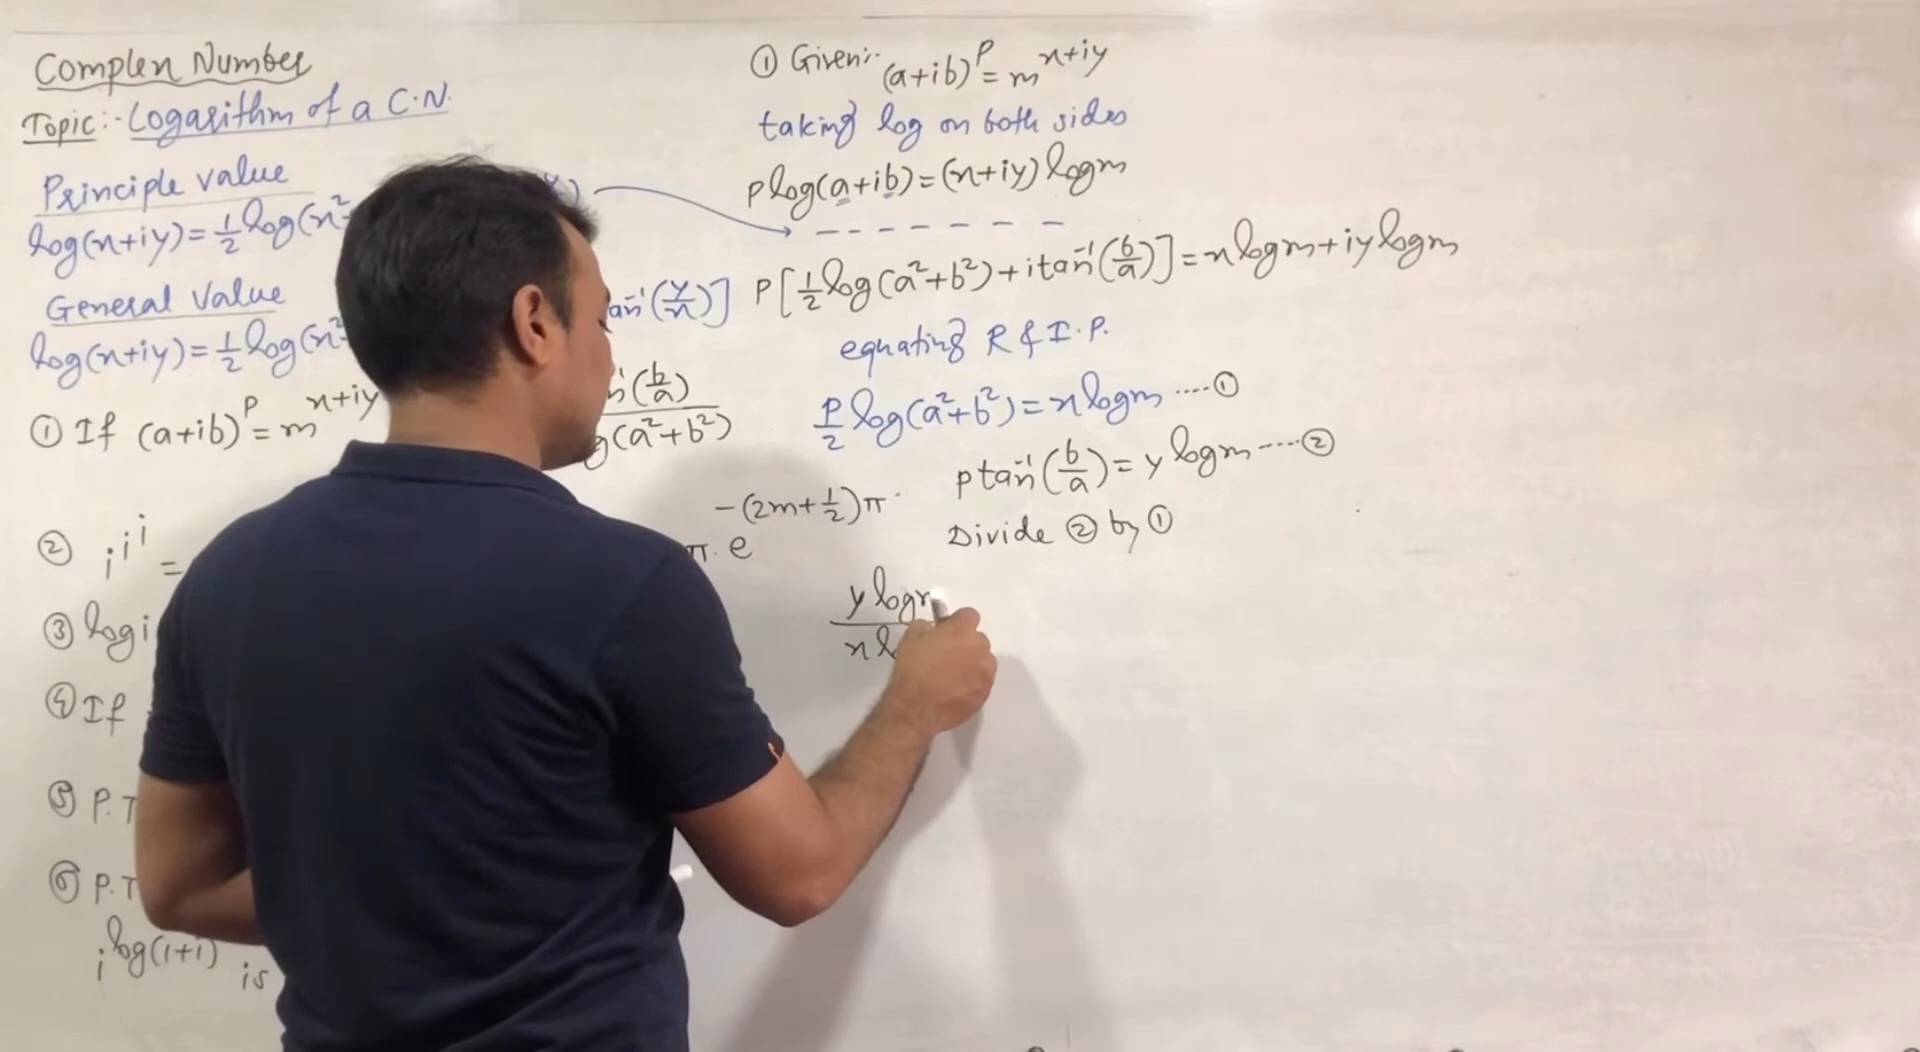 Complex Number
Topic:- Logarithm of a C.N.
Principle value
log(x+iy) = 1/2 log(x²
General Value
log(x+iy) = 1/2 log(x²
tan⁻¹(y/x)]
① If (a+ib)^p = m^(x+iy)
(b/a)
(a²+b²)
② i^i^i =
π. e^(-(2m+1/2)π)
③ log i
④ If
⑤ P.T
⑥ P.T
i^log(1+i) is
① Given:- (a+ib)^p = m^(x+iy)
taking log on both sides
p log(a+ib) = (x+iy) log m
p[1/2 log(a²+b²) + i tan⁻¹(b/a)] = x log m + iy log m
equating R & I.P.
p/2 log(a²+b²) = x log m ....①
p tan⁻¹(b/a) = y log m ....②
Divide ② by ①
y log m
x l